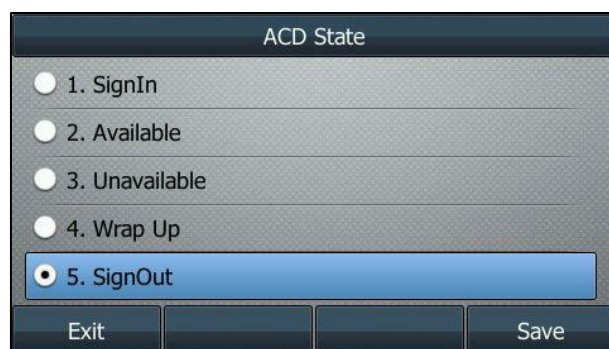 ACD State
1. SignIn
2. Available
3. Unavailable
4. Wrap Up
5. SignOut
Exit Save